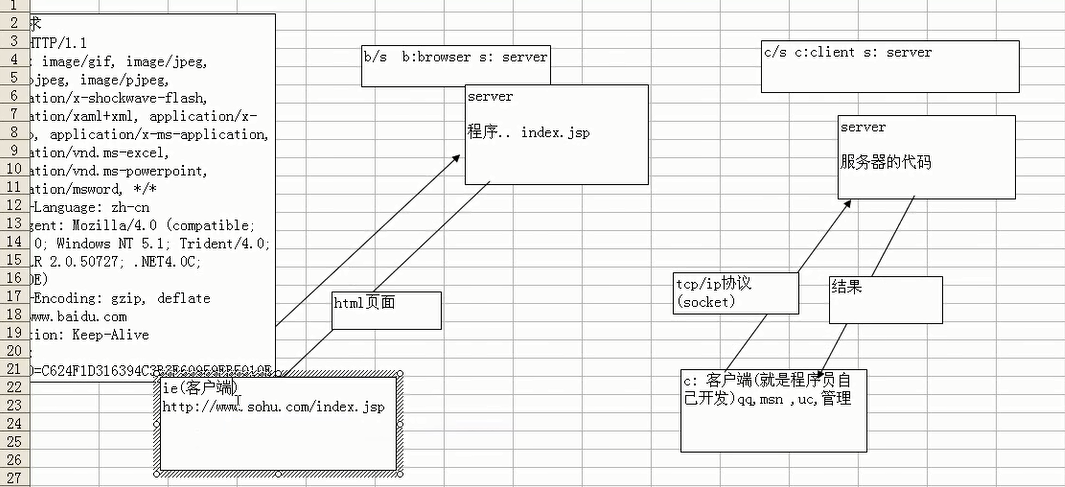 1
2
3
4
5
6
7
8
9
10
11
12
13
14
15
16
17
18
19
20
21
22
23
24
25
26
27
求
HTTP/1.1
: image/gif, image/jpeg,
pjpeg, image/pjpeg,
ation/x-shockwave-flash,
ation/xaml+xml, application/x-
, application/x-ms-application,
ation/vnd.ms-excel,
ation/vnd.ms-powerpoint,
ation/msword, */*
-Language: zh-cn
gent: Mozilla/4.0 (compatible;
0; Windows NT 5.1; Trident/4.0;
LR 2.0.50727; .NET4.0C;
0E)
-Encoding: gzip, deflate
www.baidu.com
tion: Keep-Alive
:
b/s b:browser s: server
server
程序.. index.jsp
html页面
ie(客户端)
http://www.sohu.com/index.jsp
c/s c:client s: server
server
服务器的代码
tcp/ip协议
(socket)
结果
c: 客户端(就是程序员自
己开发)qq,msn ,uc,管理